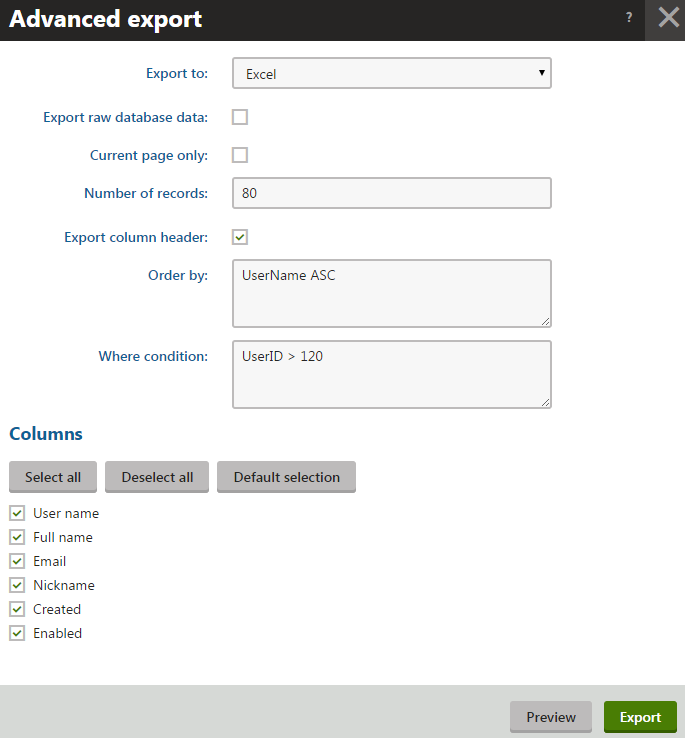 Advanced export ?
Export to: Excel
Export raw database data:
Current page only:
Number of records: 80
Export column header:
Order by: UserName ASC
Where condition: UserID > 120
Columns
Select all Deselect all Default selection
User name
Full name
Email
Nickname
Created
Enabled
Preview Export